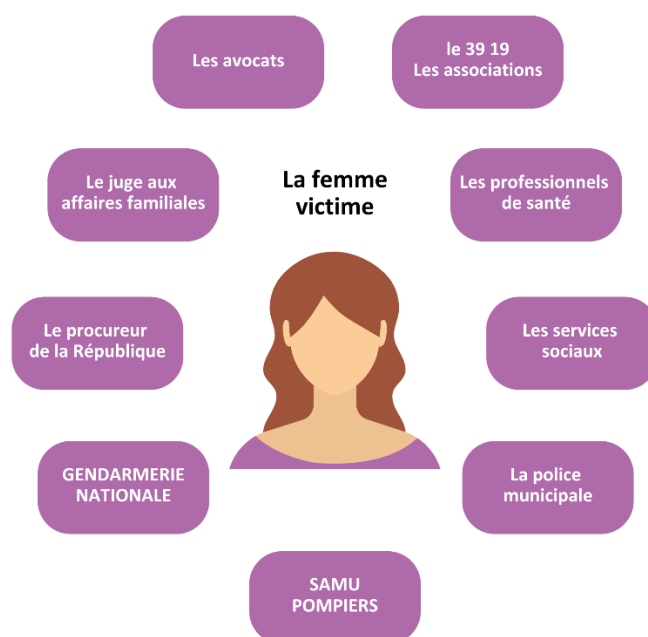 Les avocats
le 39 19
Les associations
Le juge aux
affaires familiales
La femme
victime
Les professionnels
de santé
Le procureur
de la République
Les services
sociaux
GENDARMERIE
NATIONALE
La police
municipale
SAMU
POMPIERS